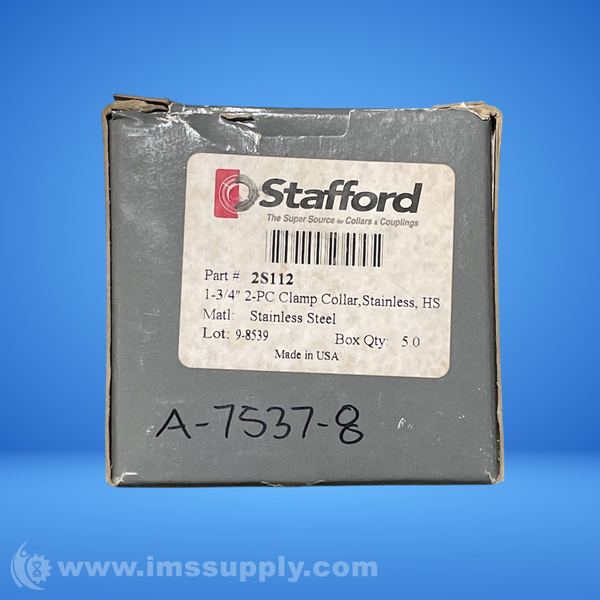 Stafford
The Super Source for Collars & Couplings
Part # 2S112
1-3/4" 2-PC Clamp Collar,Stainless, HS
Matl: Stainless Steel
Lot: 9-8539 Box Qty: 5.0
Made in USA
A-7537-8
www.imssupply.com